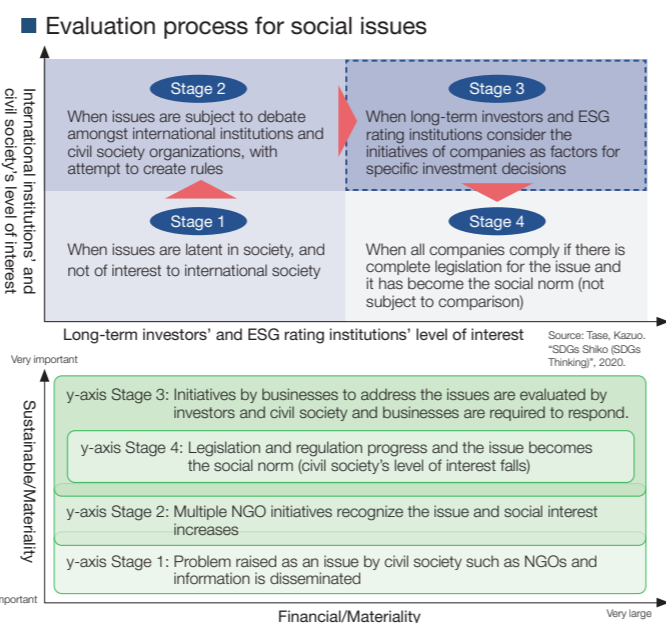 ■ Evaluation process for social issues
International institutions' and
civil society's level of interest
Stage 2
When issues are subject to debate
amongst international institutions and
civil society organizations, with
attempt to create rules
Stage 3
When long-term investors and ESG
rating institutions consider the
initiatives of companies as factors for
specific investment decisions
Stage 1
When issues are latent in society, and
not of interest to international society
Stage 4
When all companies comply if there is
complete legislation for the issue and
it has become the social norm (not
subject to comparison)
Long-term investors' and ESG rating institutions' level of interest
Source: Tase, Kazuo.
"SDGs Shiko (SDGs
Thinking)", 2020.
Very important
Sustainable/Materiality
y-axis Stage 3: Initiatives by businesses to address the issues are evaluated by
investors and civil society and businesses are required to respond.
y-axis Stage 4: Legislation and regulation progress and the issue becomes
the social norm (civil society's level of interest falls)
y-axis Stage 2: Multiple NGO initiatives recognize the issue and social interest
increases
y-axis Stage 1: Problem raised as an issue by civil society such as NGOs and
information is disseminated
mportant
Financial/Materiality
Very large